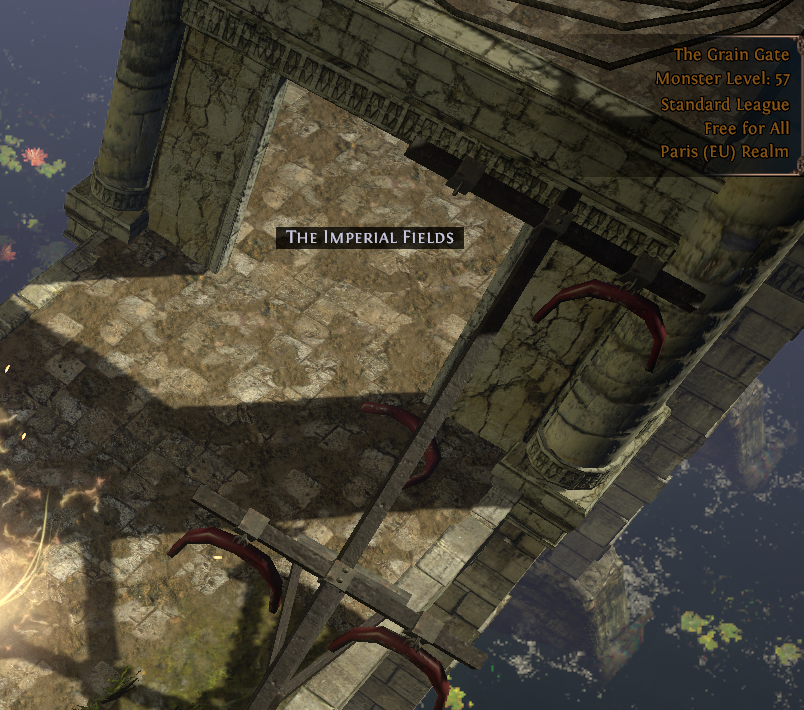 The Grain Gate
Monster Level: 57
Standard League
Free for All
Paris (EU) Realm
The Imperial Fields